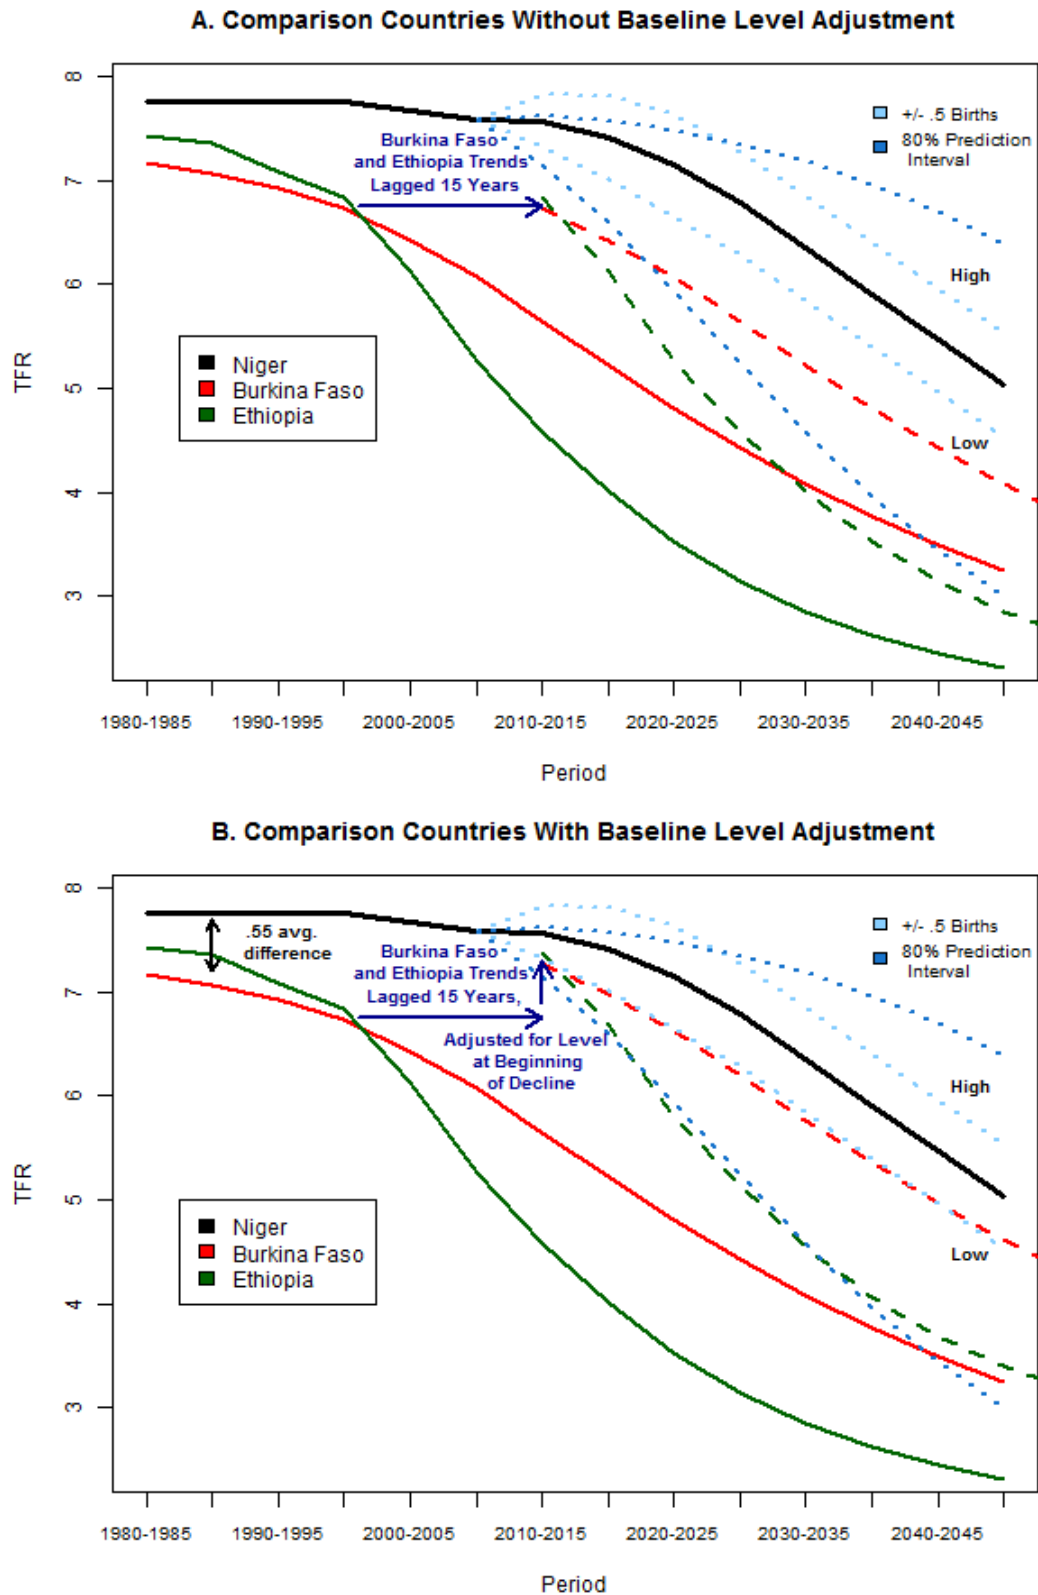 A. Comparison Countries Without Baseline Level Adjustment
8
7
6
5
4
3
TFR
+/- .5 Births
80% Prediction
Interval
Burkina Faso
and Ethiopia Trends
Lagged 15 Years
High
Low
Niger
Burkina Faso
Ethiopia
1980-1985 1990-1995 2000-2005 2010-2015 2020-2025 2030-2035 2040-2045
Period
B. Comparison Countries With Baseline Level Adjustment
8
7
6
5
4
3
TFR
+/- .5 Births
80% Prediction
Interval
.55 avg.
difference
Burkina Faso
and Ethiopia Trends
Lagged 15 Years,
Adjusted for Level
at Beginning
of Decline
High
Low
Niger
Burkina Faso
Ethiopia
1980-1985 1990-1995 2000-2005 2010-2015 2020-2025 2030-2035 2040-2045
Period